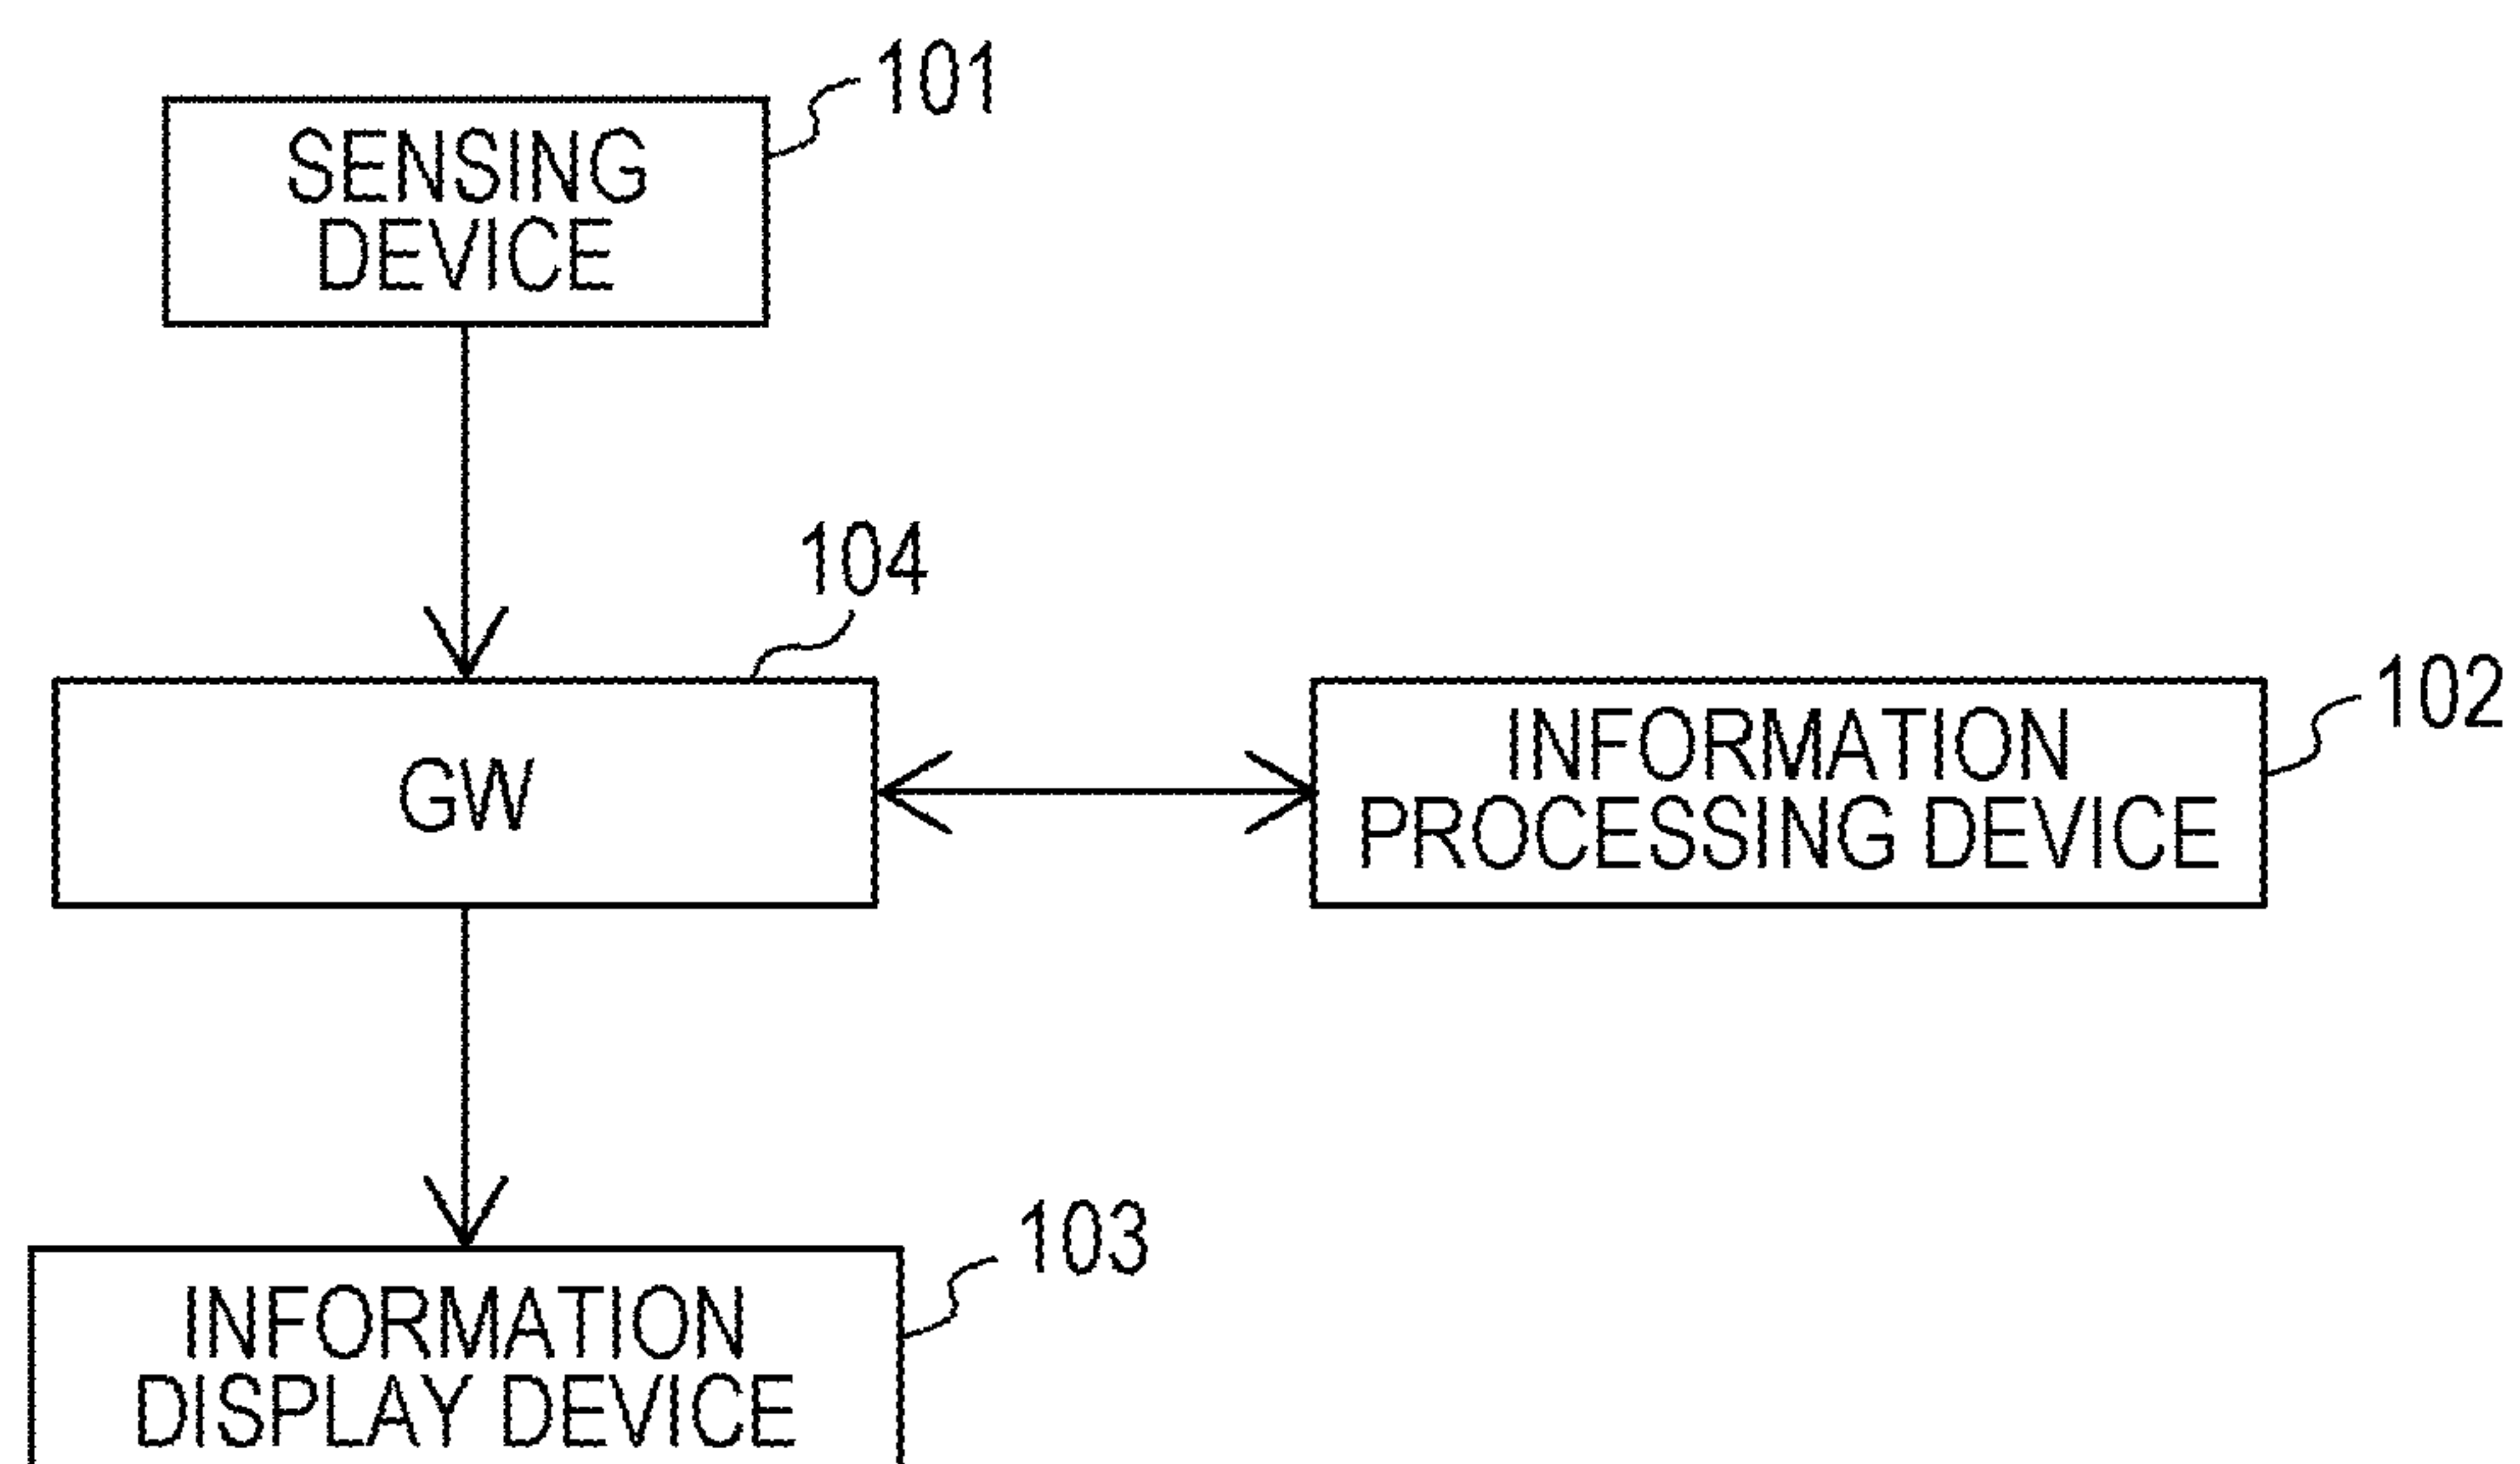 101
SENSING
DEVICE
104
GW
102
INFORMATION
PROCESSING DEVICE
103
INFORMATION
DISPLAY DEVICE